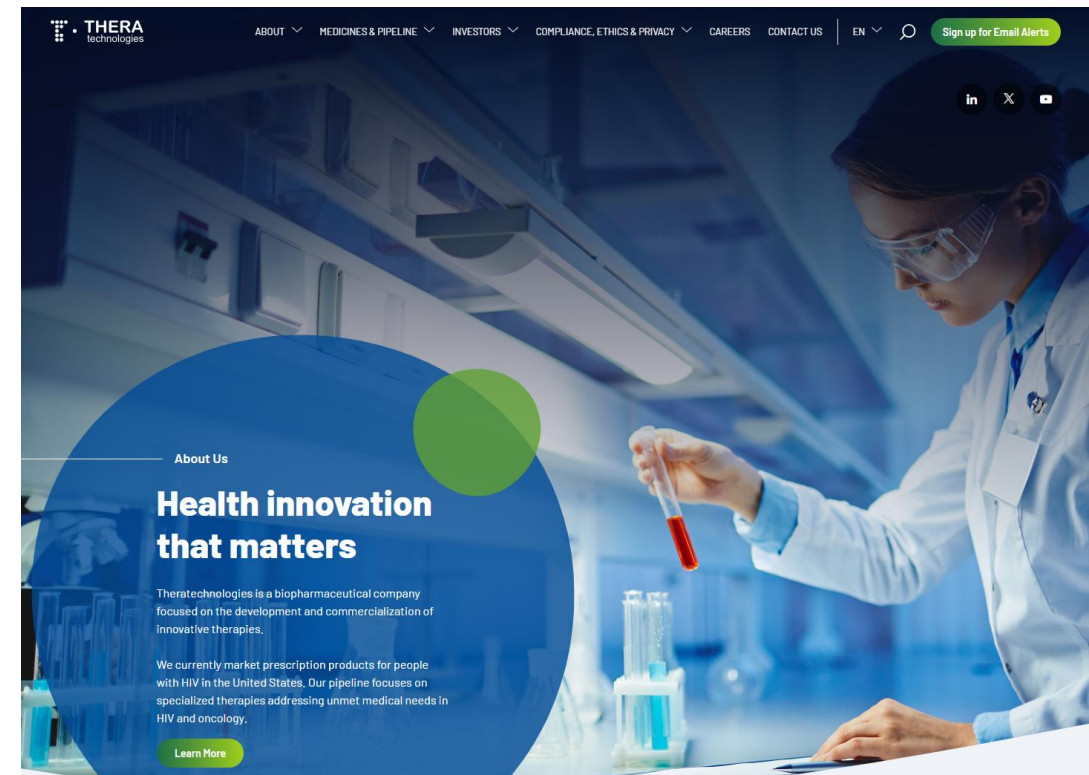 THERA
technologies
ABOUT
MEDICINES & PIPELINE
INVESTORS
COMPLIANCE, ETHICS & PRIVACY
CAREERS
CONTACT US
EN
Sign up for Email Alerts
in
X
About Us
Health innovation
that matters
Theratechnologies is a biopharmaceutical company
focused on the development and commercialization of
innovative therapies.
We currently market prescription products for people
with HIV in the United States. Our pipeline focuses on
specialized therapies addressing unmet medical needs in
HIV and oncology.
Learn More